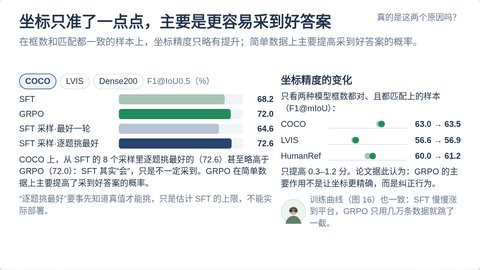 坐标只准了一点点，主要是更容易采到好答案
真的是这两个原因吗？
在框数和匹配都一致的样本上，坐标精度只略有提升；简单数据上主要提高采到好答案的概率。
COCO LVIS Dense200 F1@IoU0.5（%）
SFT 68.2
GRPO 72.0
SFT 采样·最好一轮 64.6
SFT 采样·逐题挑最好 72.6
COCO 上，从 SFT 的 8 个采样里逐题挑最好的（72.6）甚至略高于
GRPO（72.0）：SFT 其实“会”，只是不一定采到。GRPO 在简单数
据上主要提高了采到好答案的概率。
“逐题挑最好”要事先知道真值才能挑，只是估计 SFT 的上限，不能实
际部署。
坐标精度的变化
只看两种模型框数都对、且都匹配上的样本
（F1@mIoU）：
COCO 63.0 → 63.5
LVIS 56.6 → 56.9
HumanRef 60.0 → 61.2
只提高 0.3–1.2 分。论文据此认为：GRPO 的主
要作用不是让坐标更精确，而是纠正行为。
训练曲线（图 16）也一致：SFT 慢慢涨
到平台，GRPO 只用几万条数据就跳了
一截。